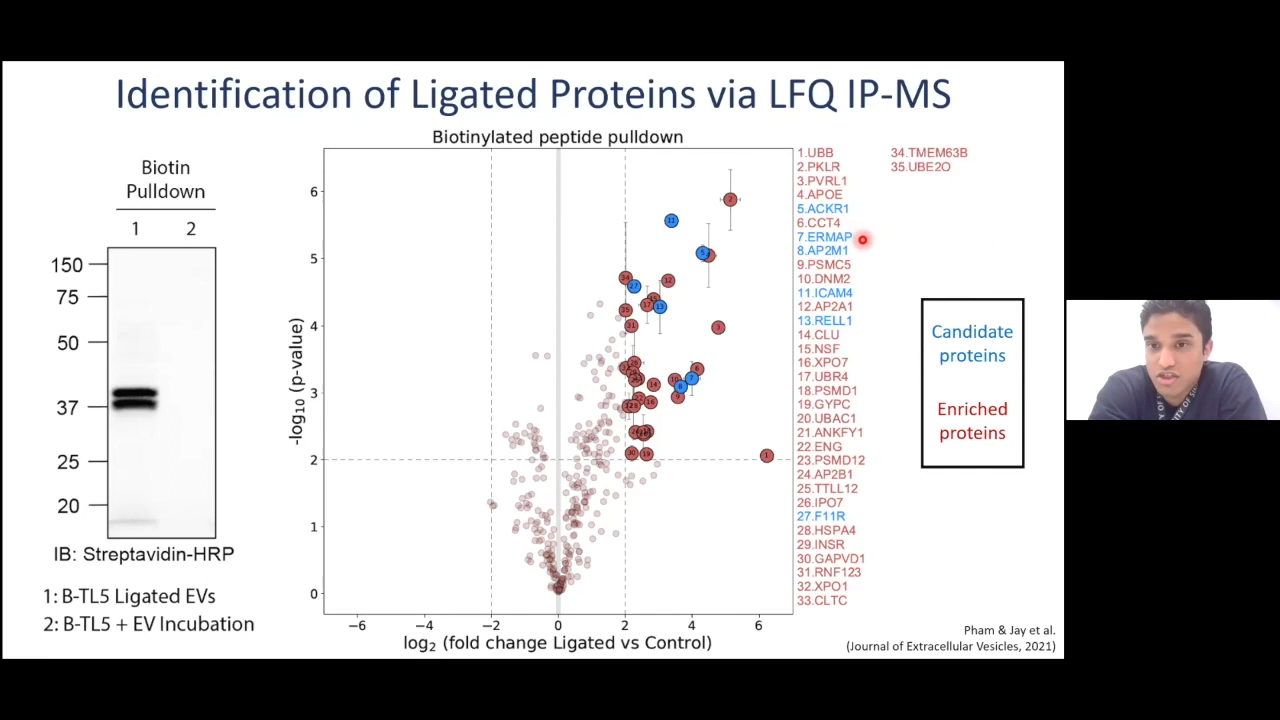 Identification of Ligated Proteins via LFQ IP-MS
Biotin
Pulldown
1 2
150
75
50
37
25
20
IB: Streptavidin-HRP
1: B-TL5 Ligated EVs
2: B-TL5 + EV Incubation
Biotinylated peptide pulldown
-log10 (p-value)
6
5
4
3
2
1
0
−6 −4 −2 0 2 4 6
log2 (fold change Ligated vs Control)
1.UBB
2.PKLR
3.PVRL1
4.APOE
5.ACKR1
6.CCT4
7.ERMAP
8.AP2M1
9.PSMC5
10.DNM2
11.ICAM4
12.AP2A1
13.RELL1
14.CLU
15.NSF
16.XPO7
17.UBR4
18.PSMD1
19.GYPC
20.UBAC1
21.ANKFY1
22.ENG
23.PSMD12
24.AP2B1
25.TTLL12
26.IPO7
27.F11R
28.HSPA4
29.INSR
30.GAPVD1
31.RNF123
32.XPO1
33.CLTC
34.TMEM63B
35.UBE2O
Candidate
proteins
Enriched
proteins
Pham & Jay et al.
(Journal of Extracellular Vesicles, 2021)